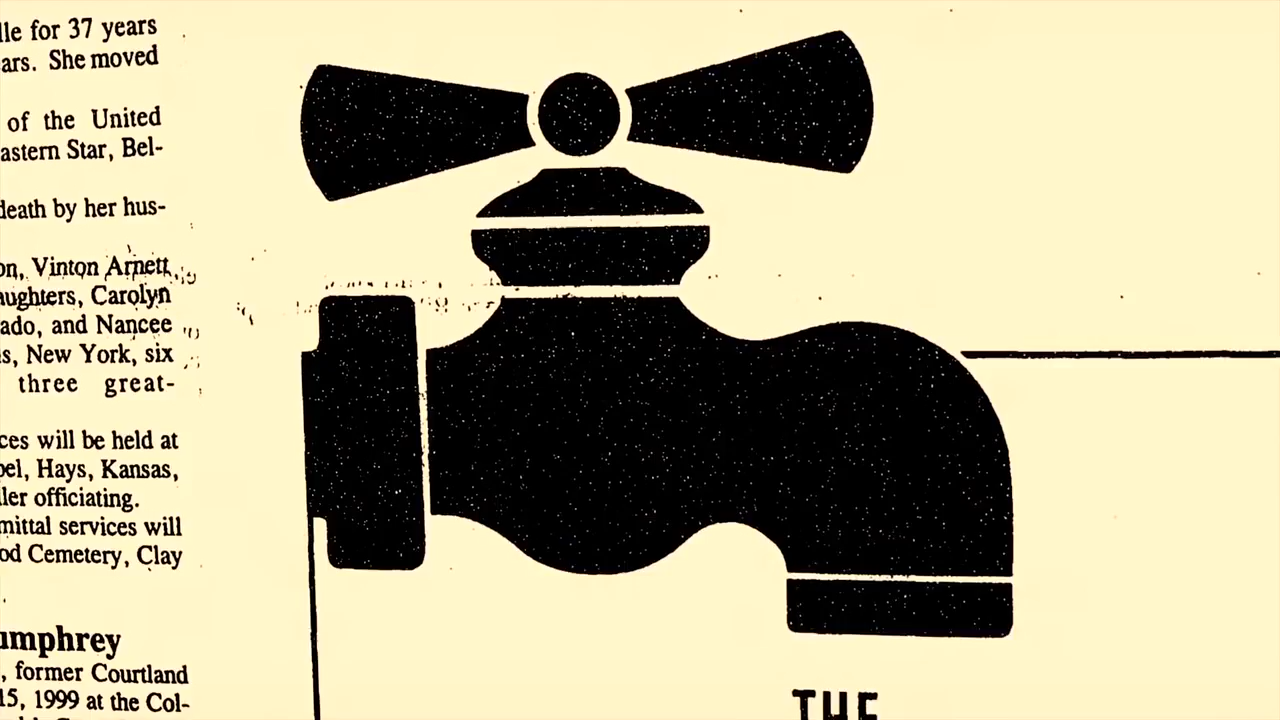 lle for 37 years
ars. She moved
of the United
astern Star, Bel-
death by her hus-
on, Vinton Arnett,
aughters, Carolyn
ado, and Nancee
s, New York, six
three great-
ces will be held at
pel, Hays, Kansas,
ler officiating.
mittal services will
od Cemetery, Clay
umphrey
, former Courtland
15, 1999 at the Col-
THE